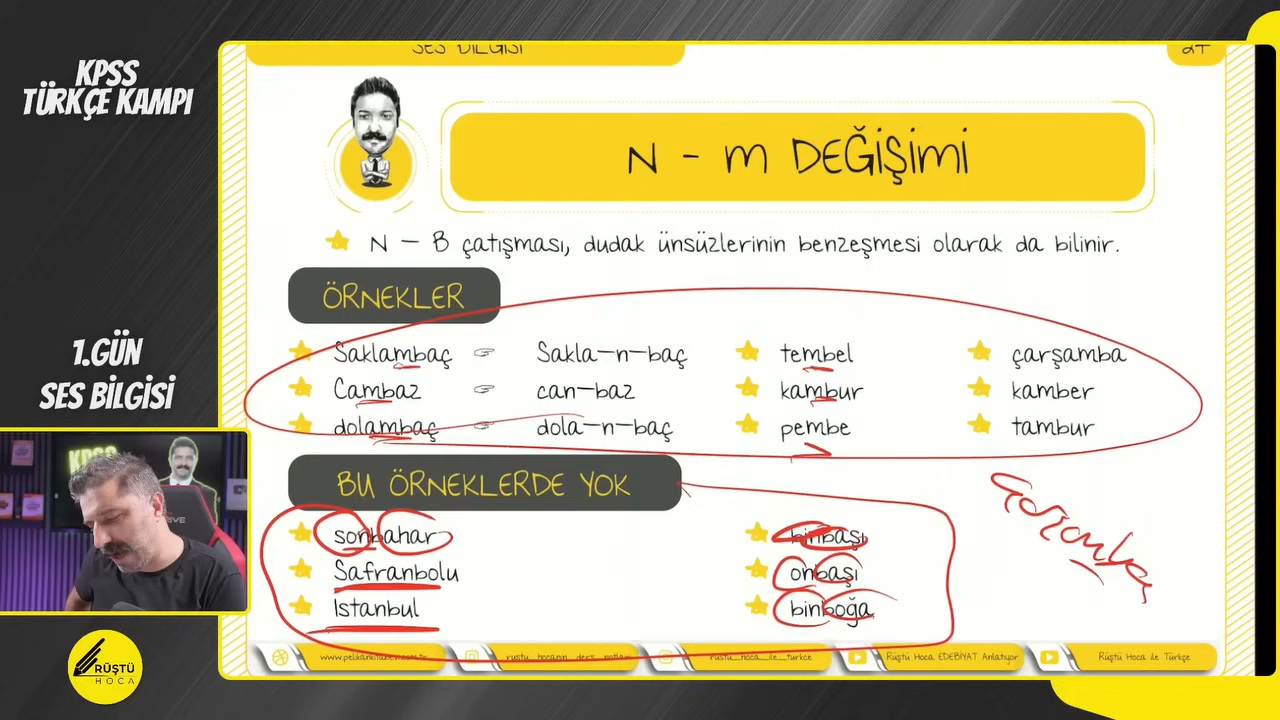 KPSS
TÜRKÇE KAMPI
1.GÜN
SES BİLGİSİ
SES BİLGİSİ
N - m DEĞİŞİMİ
N - B çatışması, dudak ünsüzlerinin benzeşmesi olarak da bilinir.
ÖRNEKLER
Saklambaç ☞ Sakla-n-baç tembel çarşamba
Cambaz ☞ can-baz kambur kamber
dolambaç ☞ dola-n-baç pembe tambur
BU ÖRNEKLERDE YOK
sonbahar binbaşı
Safranbolu onbaşı
İstanbul binboğa
rüştü_hoca_ile_türkçe
Rüştü Hoca EDEBİYAT Anlatıyor
Rüştü Hoca ile Türkçe
RÜŞTÜ
HOCA